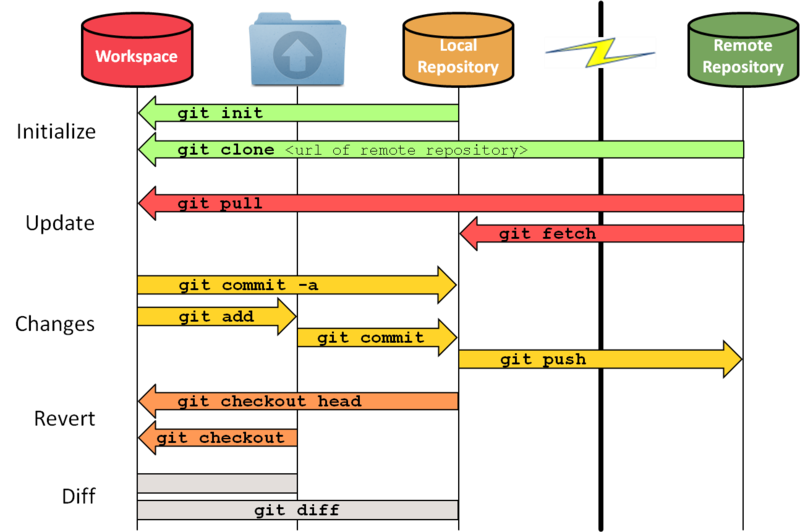 Workspace
Local
Repository
Remote
Repository
Initialize
git init
git clone <url of remote repository>
Update
git pull
git fetch
Changes
git commit -a
git add
git commit
git push
Revert
git checkout head
git checkout
Diff
git diff